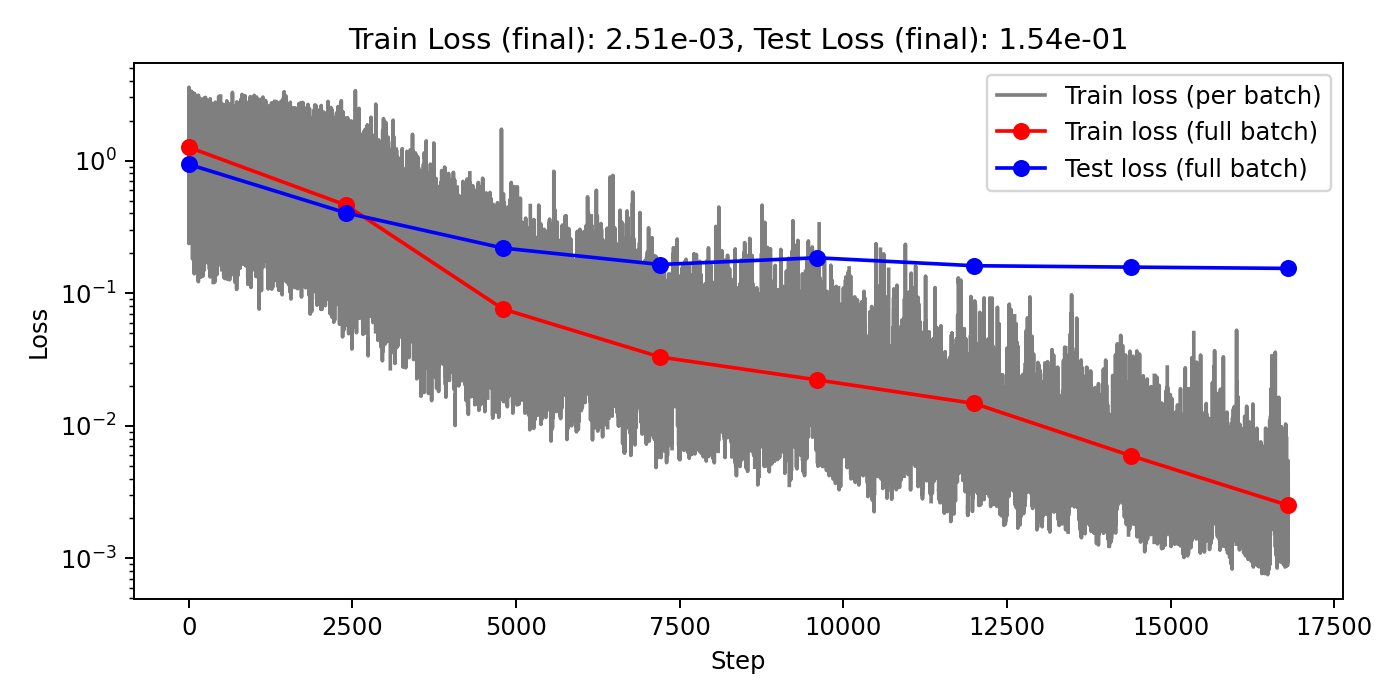 Train Loss (final): 2.51e-03, Test Loss (final): 1.54e-01
Train loss (per batch)
Train loss (full batch)
Test loss (full batch)
Loss
10⁰
10⁻¹
10⁻²
10⁻³
0 2500 5000 7500 10000 12500 15000 17500
Step